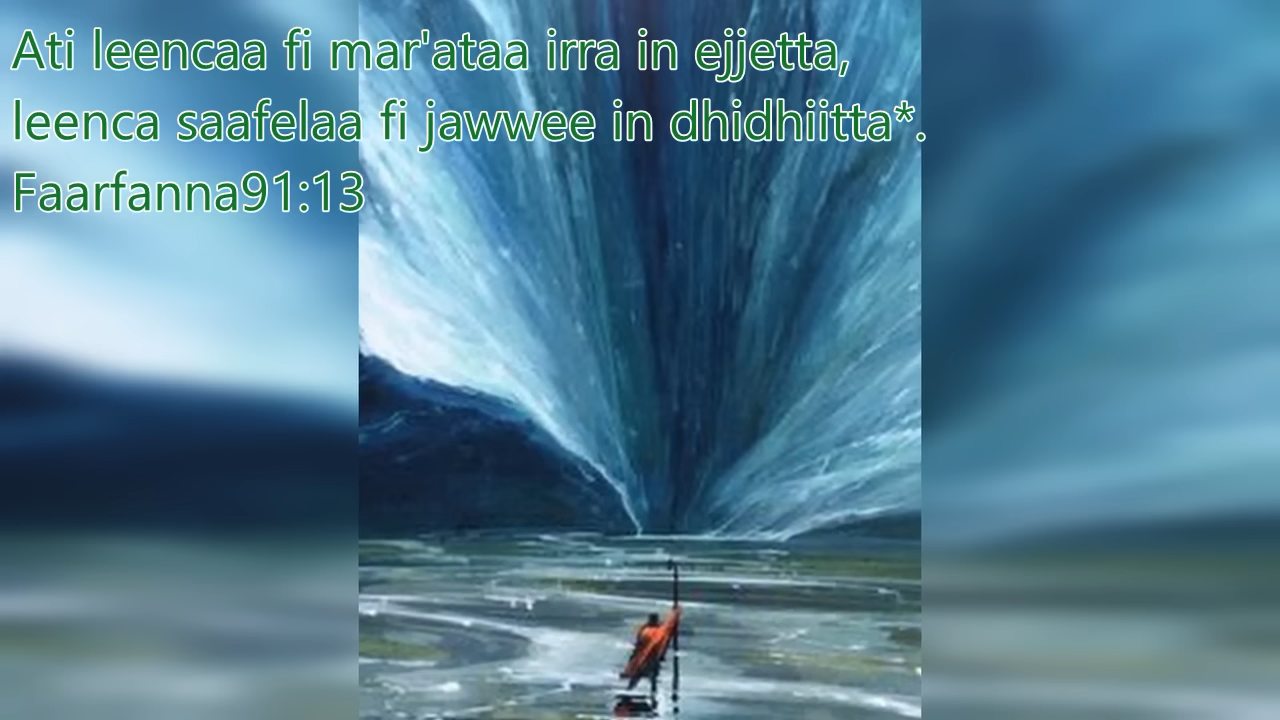 Ati leencaa fi mar'ataa irra in ejjetta,
leenca saafelaa fi jawwee in dhidhiitta*.
Faarfanna91:13